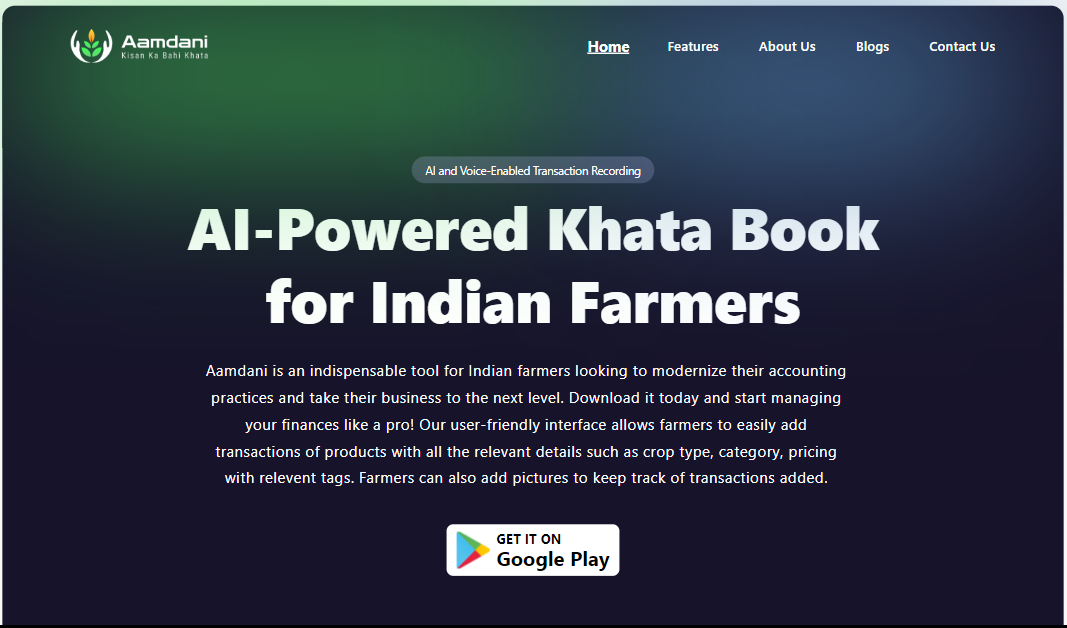 Aamdani
Kisan Ka Bahi Khata
Home
Features
About Us
Blogs
Contact Us
AI and Voice-Enabled Transaction Recording
AI-Powered Khata Book
for Indian Farmers
Aamdani is an indispensable tool for Indian farmers looking to modernize their accounting
practices and take their business to the next level. Download it today and start managing
your finances like a pro! Our user-friendly interface allows farmers to easily add
transactions of products with all the relevant details such as crop type, category, pricing
with relevent tags. Farmers can also add pictures to keep track of transactions added.
GET IT ON
Google Play